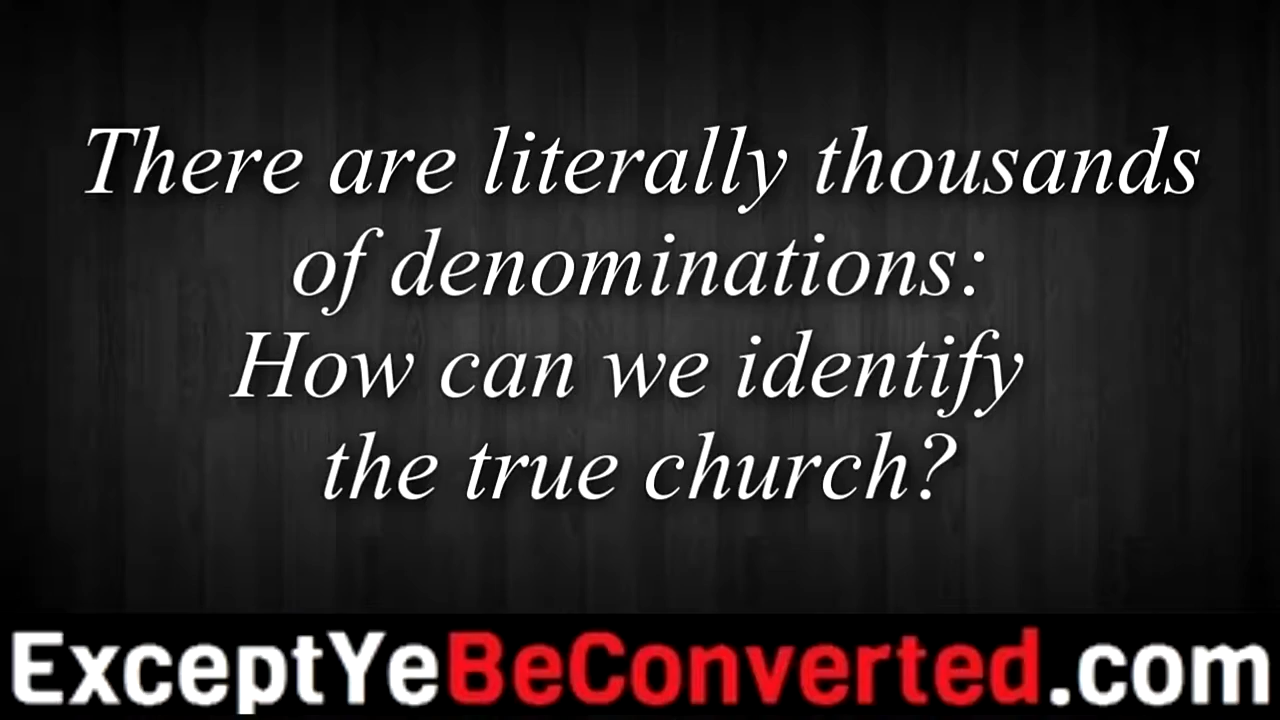 There are literally thousands
of denominations:
How can we identify
the true church?
ExceptYeBeConverted.com